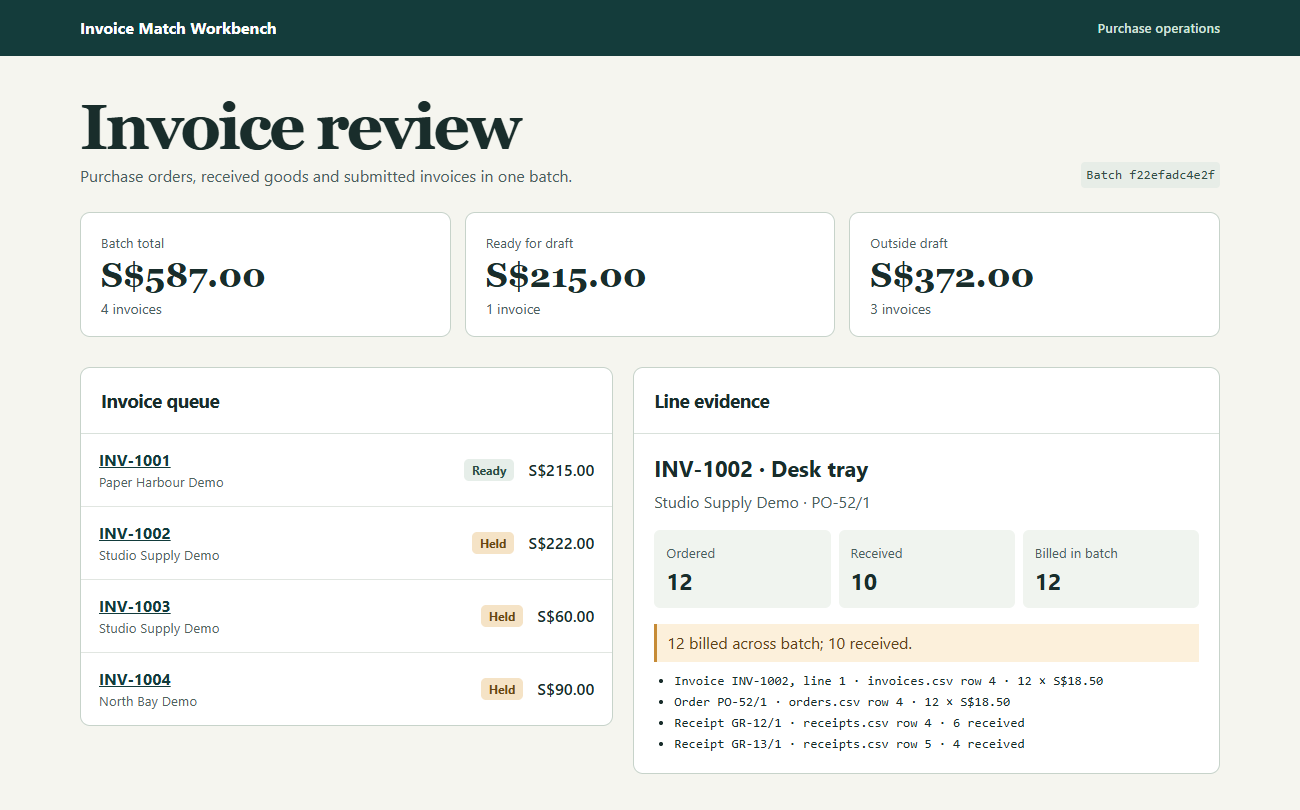 Invoice Match Workbench
Purchase operations
Invoice review
Purchase orders, received goods and submitted invoices in one batch.
Batch f22efadc4e2f
Batch total
S$587.00
4 invoices
Ready for draft
S$215.00
1 invoice
Outside draft
S$372.00
3 invoices
Invoice queue
INV-1001
Paper Harbour Demo
Ready
S$215.00
INV-1002
Studio Supply Demo
Held
S$222.00
INV-1003
Studio Supply Demo
Held
S$60.00
INV-1004
North Bay Demo
Held
S$90.00
Line evidence
INV-1002 · Desk tray
Studio Supply Demo · PO-52/1
Ordered
12
Received
10
Billed in batch
12
12 billed across batch; 10 received.
• Invoice INV-1002, line 1 · invoices.csv row 4 · 12 × S$18.50
• Order PO-52/1 · orders.csv row 4 · 12 × S$18.50
• Receipt GR-12/1 · receipts.csv row 4 · 6 received
• Receipt GR-13/1 · receipts.csv row 5 · 4 received